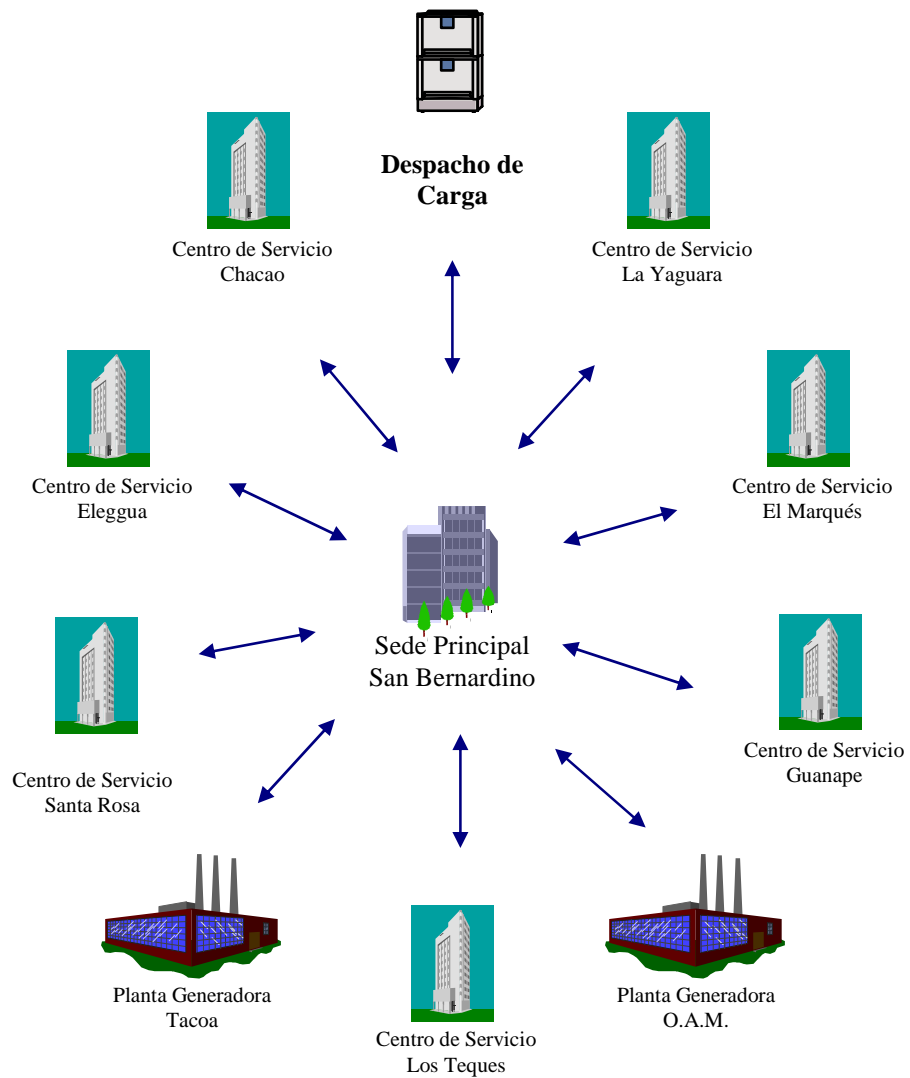 Despacho de
Carga
Centro de Servicio
Chacao
Centro de Servicio
La Yaguara
Centro de Servicio
Eleggua
Centro de Servicio
El Marqués
Sede Principal
San Bernardino
Centro de Servicio
Santa Rosa
Centro de Servicio
Guanape
Planta Generadora
Tacoa
Planta Generadora
O.A.M.
Centro de Servicio
Los Teques